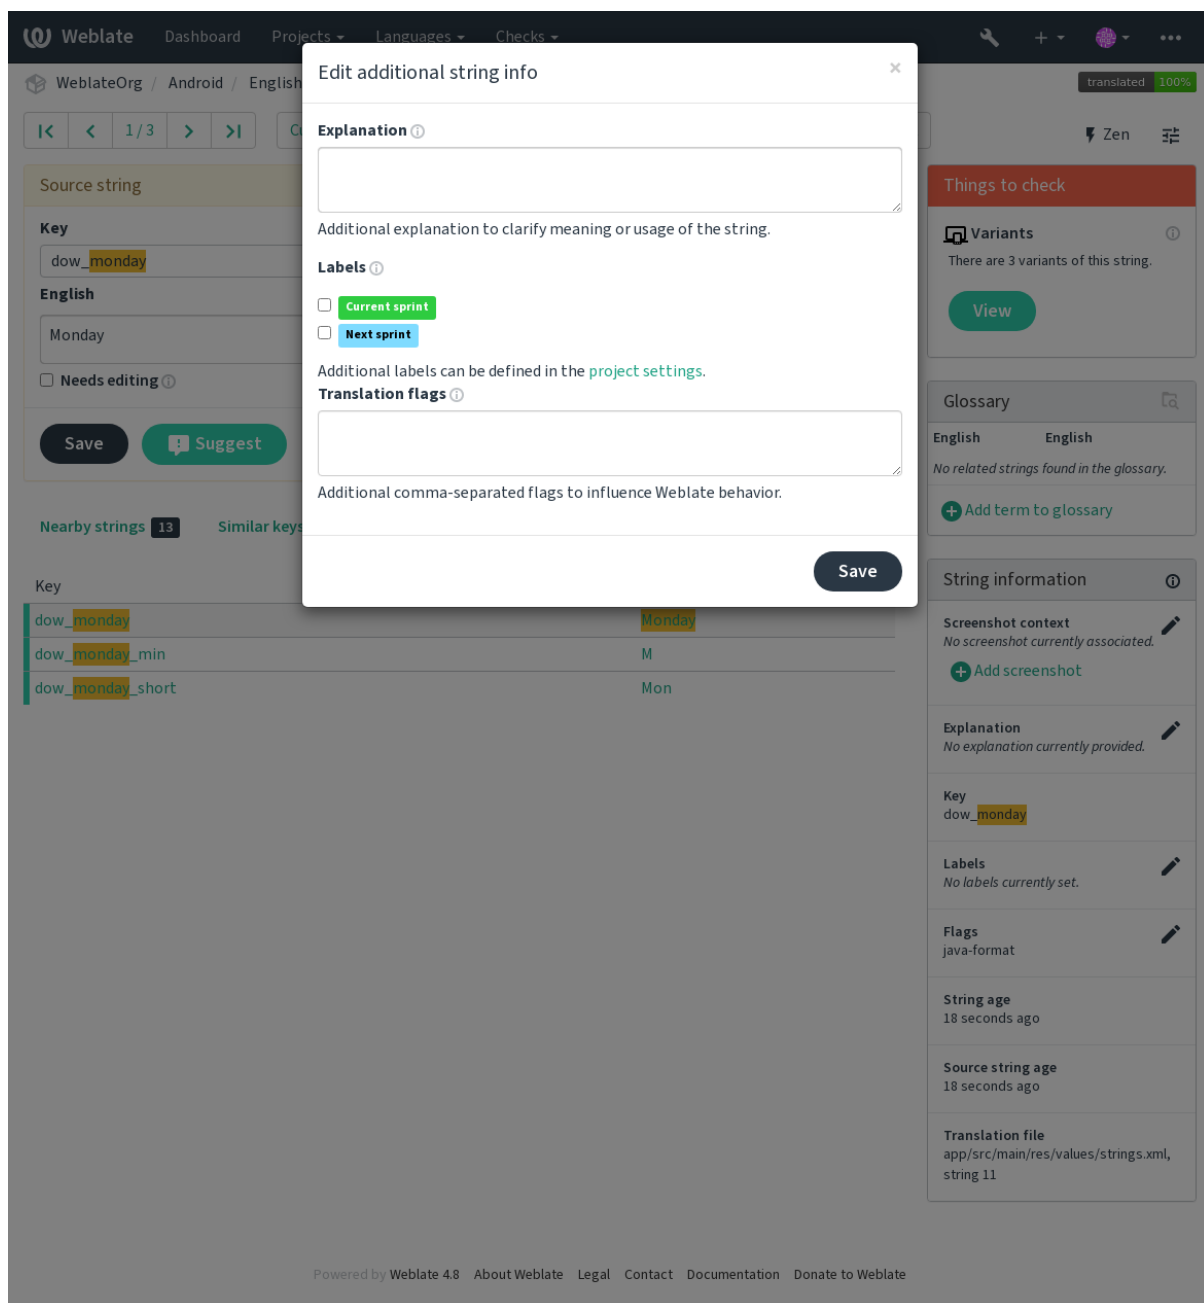 Weblate Dashboard Projects Languages Checks
WeblateOrg / Android / English
translated 100%
1 / 3
Zen
Edit additional string info
×
Explanation
Additional explanation to clarify meaning or usage of the string.
Labels
Current sprint
Next sprint
Additional labels can be defined in the project settings.
Translation flags
Additional comma-separated flags to influence Weblate behavior.
Save
Source string
Key
dow_monday
English
Monday
Needs editing
Save Suggest
Nearby strings 13 Similar keys
Key
dow_monday Monday
dow_monday_min M
dow_monday_short Mon
Things to check
Variants
There are 3 variants of this string.
View
Glossary
English English
No related strings found in the glossary.
Add term to glossary
String information
Screenshot context
No screenshot currently associated.
Add screenshot
Explanation
No explanation currently provided.
Key
dow_monday
Labels
No labels currently set.
Flags
java-format
String age
18 seconds ago
Source string age
18 seconds ago
Translation file
app/src/main/res/values/strings.xml,
string 11
Powered by Weblate 4.8 About Weblate Legal Contact Documentation Donate to Weblate